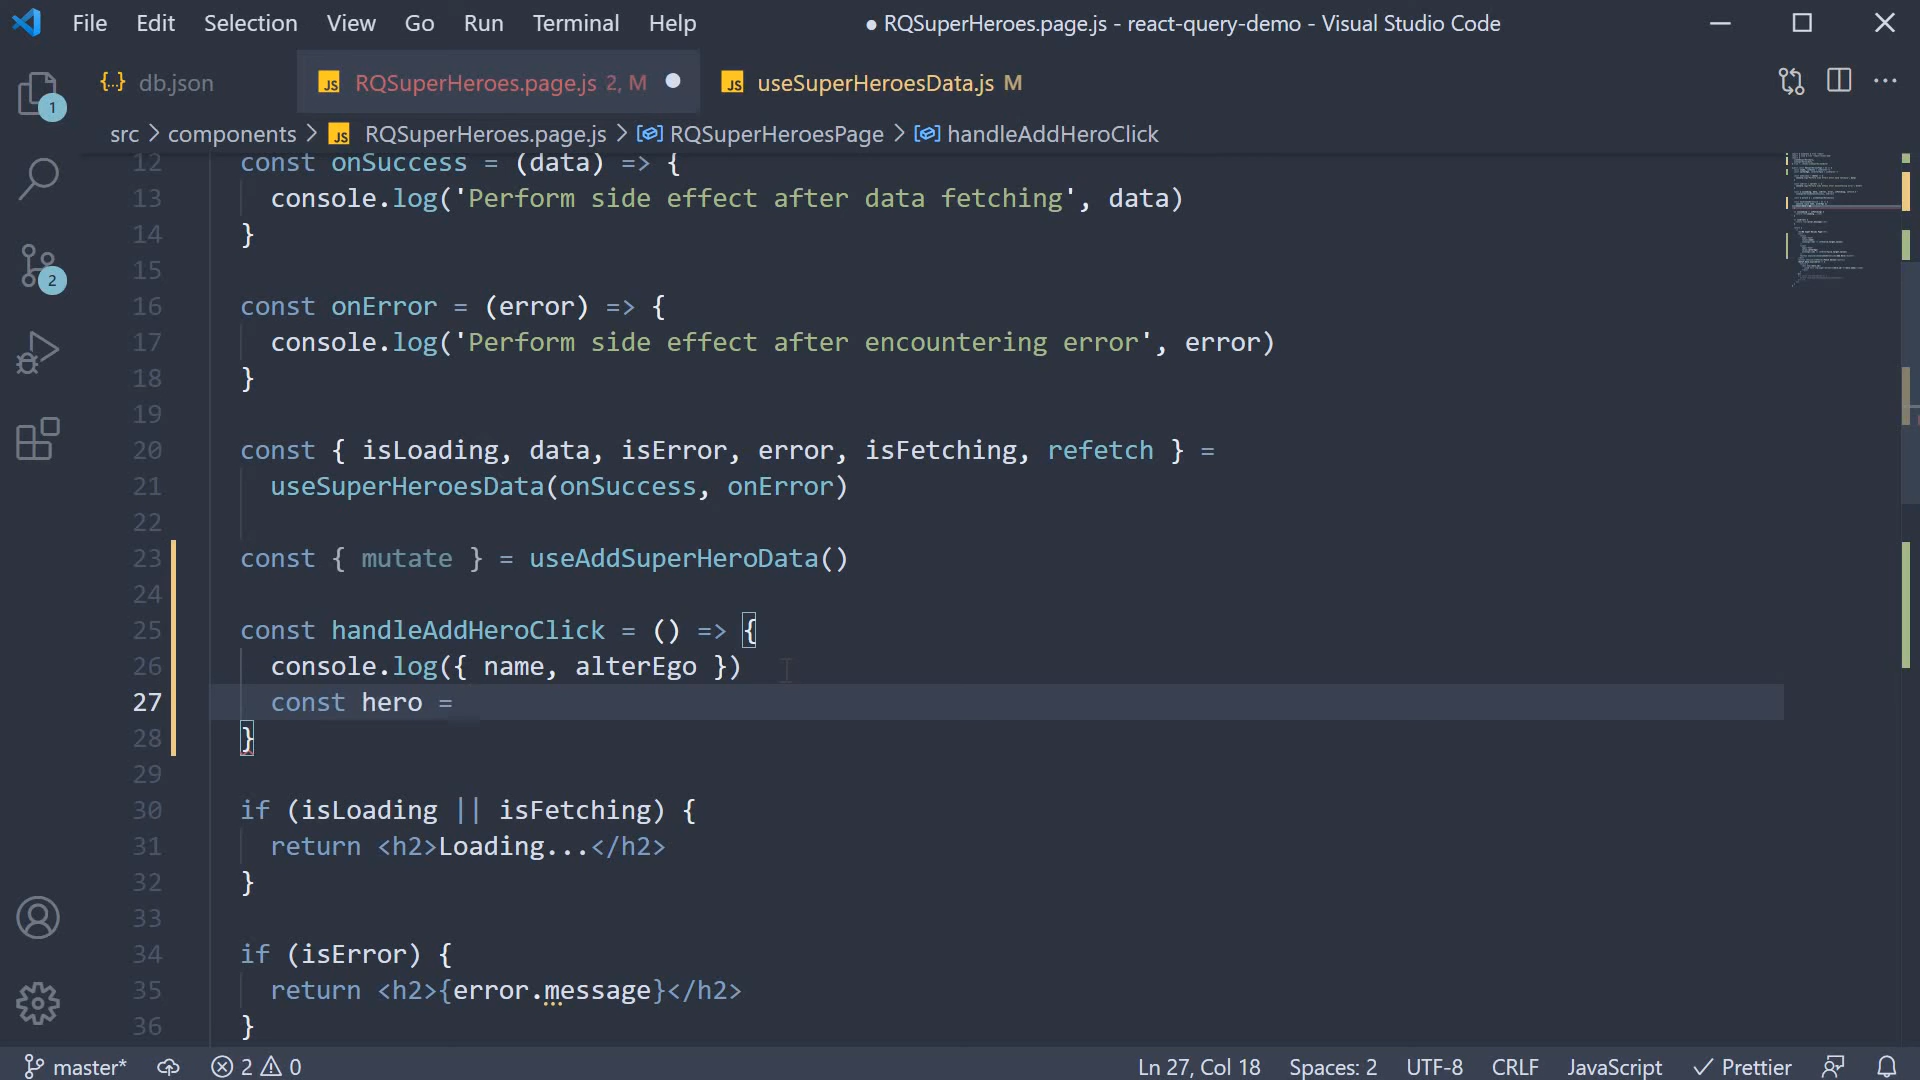 File Edit Selection View Go Run Terminal Help ● RQSuperHeroes.page.js - react-query-demo - Visual Studio Code
{} db.json JS RQSuperHeroes.page.js 2, M JS useSuperHeroesData.js M
1
src > components > JS RQSuperHeroes.page.js > RQSuperHeroesPage > handleAddHeroClick
12 const onSuccess = (data) => {
13 console.log('Perform side effect after data fetching', data)
14 }
15
16 const onError = (error) => {
17 console.log('Perform side effect after encountering error', error)
18 }
19
20 const { isLoading, data, isError, error, isFetching, refetch } =
21 useSuperHeroesData(onSuccess, onError)
22
23 const { mutate } = useAddSuperHeroData()
24
25 const handleAddHeroClick = () => {
26 console.log({ name, alterEgo })
27 const hero =
28 }
29
30 if (isLoading || isFetching) {
31 return <h2>Loading...</h2>
32 }
33
34 if (isError) {
35 return <h2>{error.message}</h2>
36 }
2
master* 2 0 Ln 27, Col 18 Spaces: 2 UTF-8 CRLF JavaScript Prettier